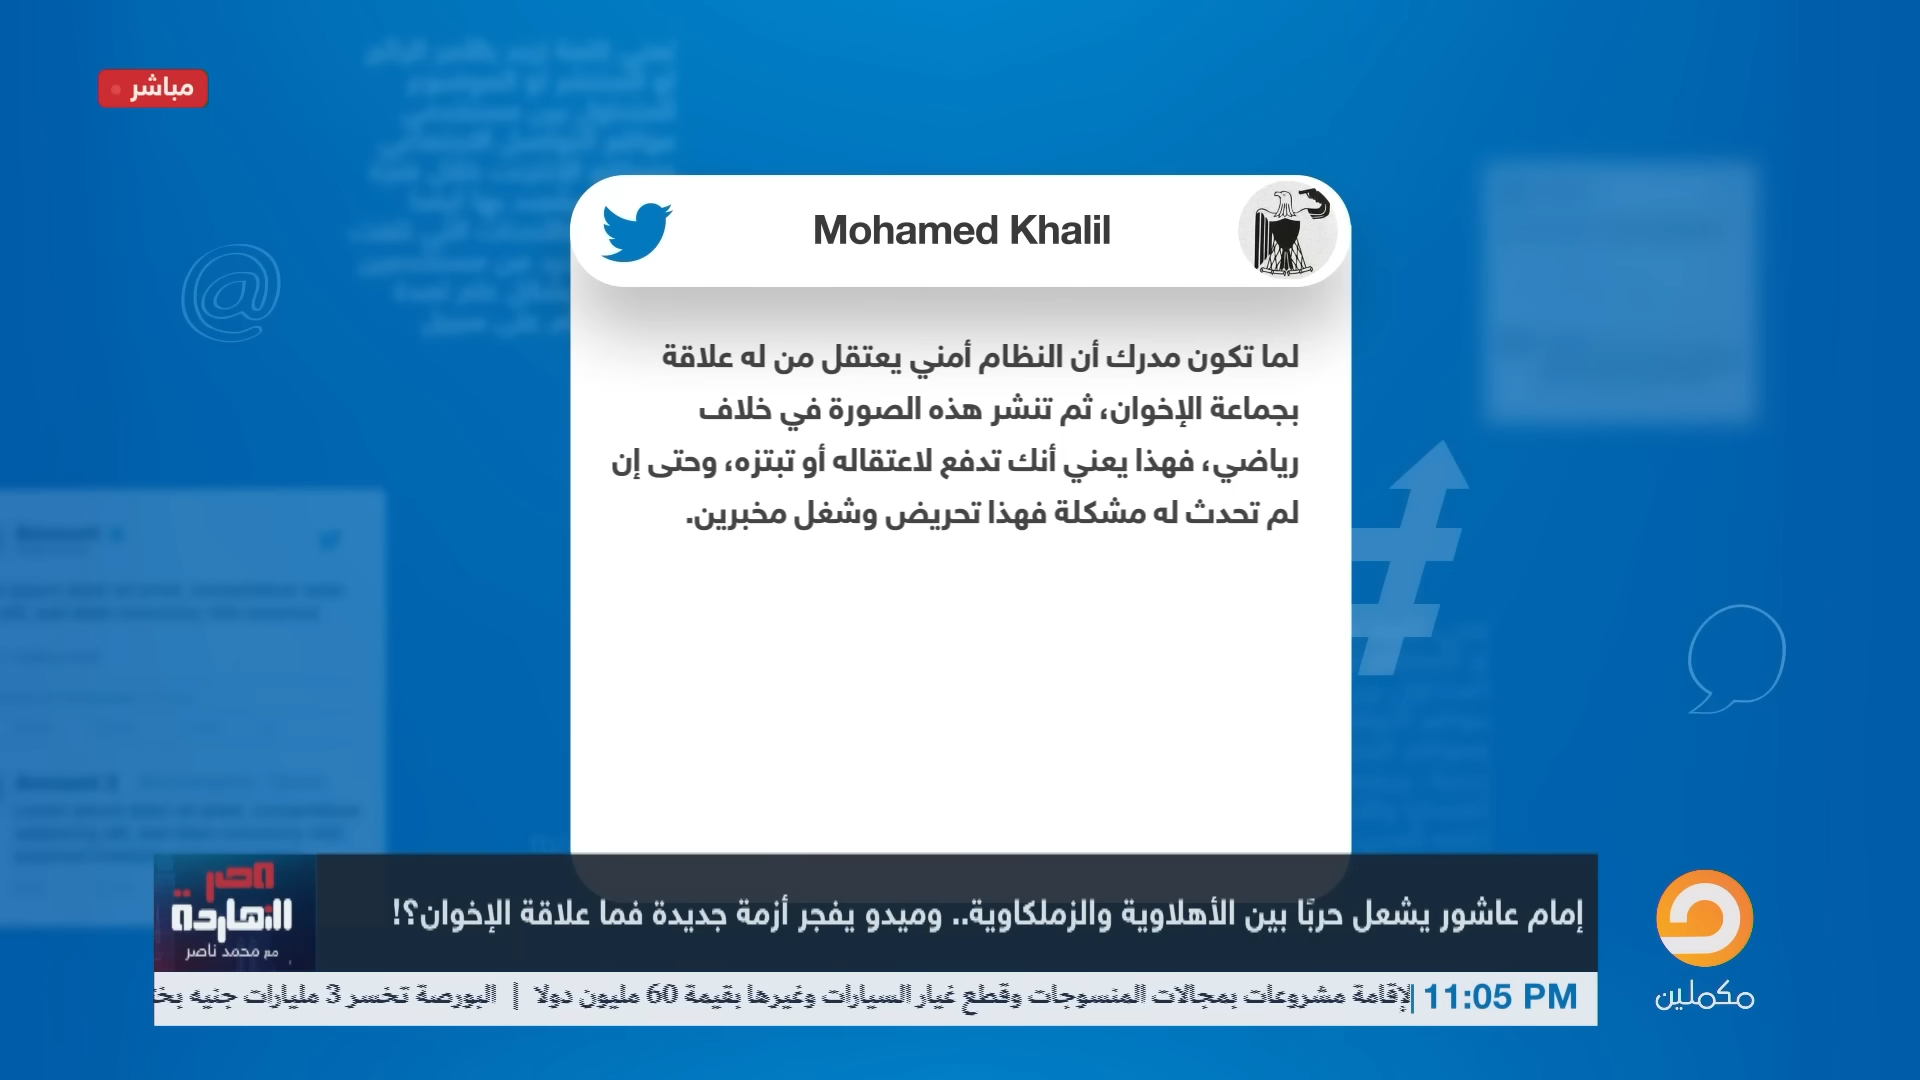 مباشر
Mohamed Khalil
لما تكون مدرك أن النظام أمني يعتقل من له علاقة
بجماعة الإخوان، ثم تنشر هذه الصورة في خلاف
رياضي، فهذا يعني أنك تدفع لاعتقاله أو تبتزه، وحتى إن
لم تحدث له مشكلة فهذا تحريض وشغل مخبرين.
إمام عاشور يشعل حربًا بين الأهلاوية والزملكاوية.. وميدو يفجر أزمة جديدة فما علاقة الإخوان؟!
مصر
النهاردة
مع محمد ناصر
11:05 PM
لإقامة مشروعات بمجالات المنسوجات وقطع غيار السيارات وغيرها بقيمة 60 مليون دولا | البورصة تخسر 3 مليارات جنيه
مكملين